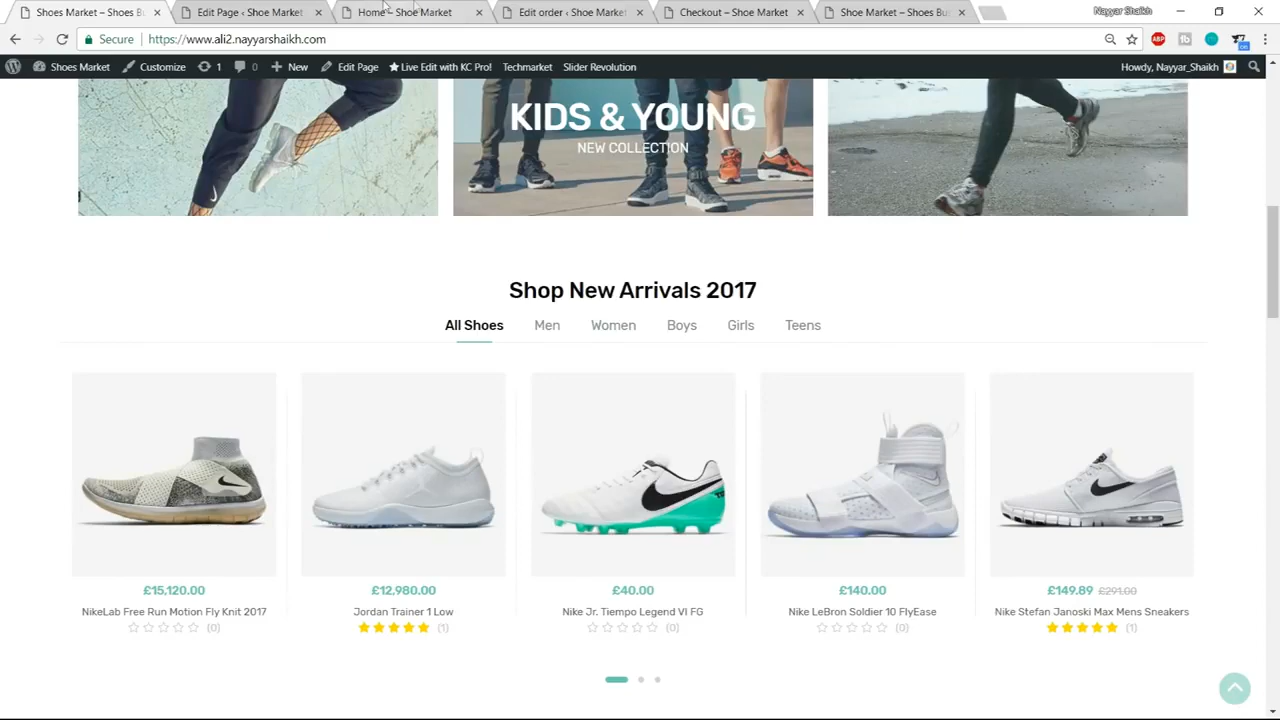 Shoes Market – Shoes Bu
Edit Page ‹ Shoe Market
Home – Shoe Market
Edit order ‹ Shoe Market
Checkout – Shoe Market
Shoe Market – Shoes Bus
Nayyar Shaikh
Secure
https://www.ali2.nayyarshaikh.com
ABP
Shoes Market
Customize
1
0
New
Edit Page
Live Edit with KC Pro!
Techmarket
Slider Revolution
Howdy, Nayyar_Shaikh
KIDS & YOUNG
NEW COLLECTION
Shop New Arrivals 2017
All Shoes Men Women Boys Girls Teens
£15,120.00
NikeLab Free Run Motion Fly Knit 2017
(0)
£12,980.00
Jordan Trainer 1 Low
(1)
£40.00
Nike Jr. Tiempo Legend VI FG
(0)
£140.00
Nike LeBron Soldier 10 FlyEase
(0)
£149.89 £291.00
Nike Stefan Janoski Max Mens Sneakers
(1)